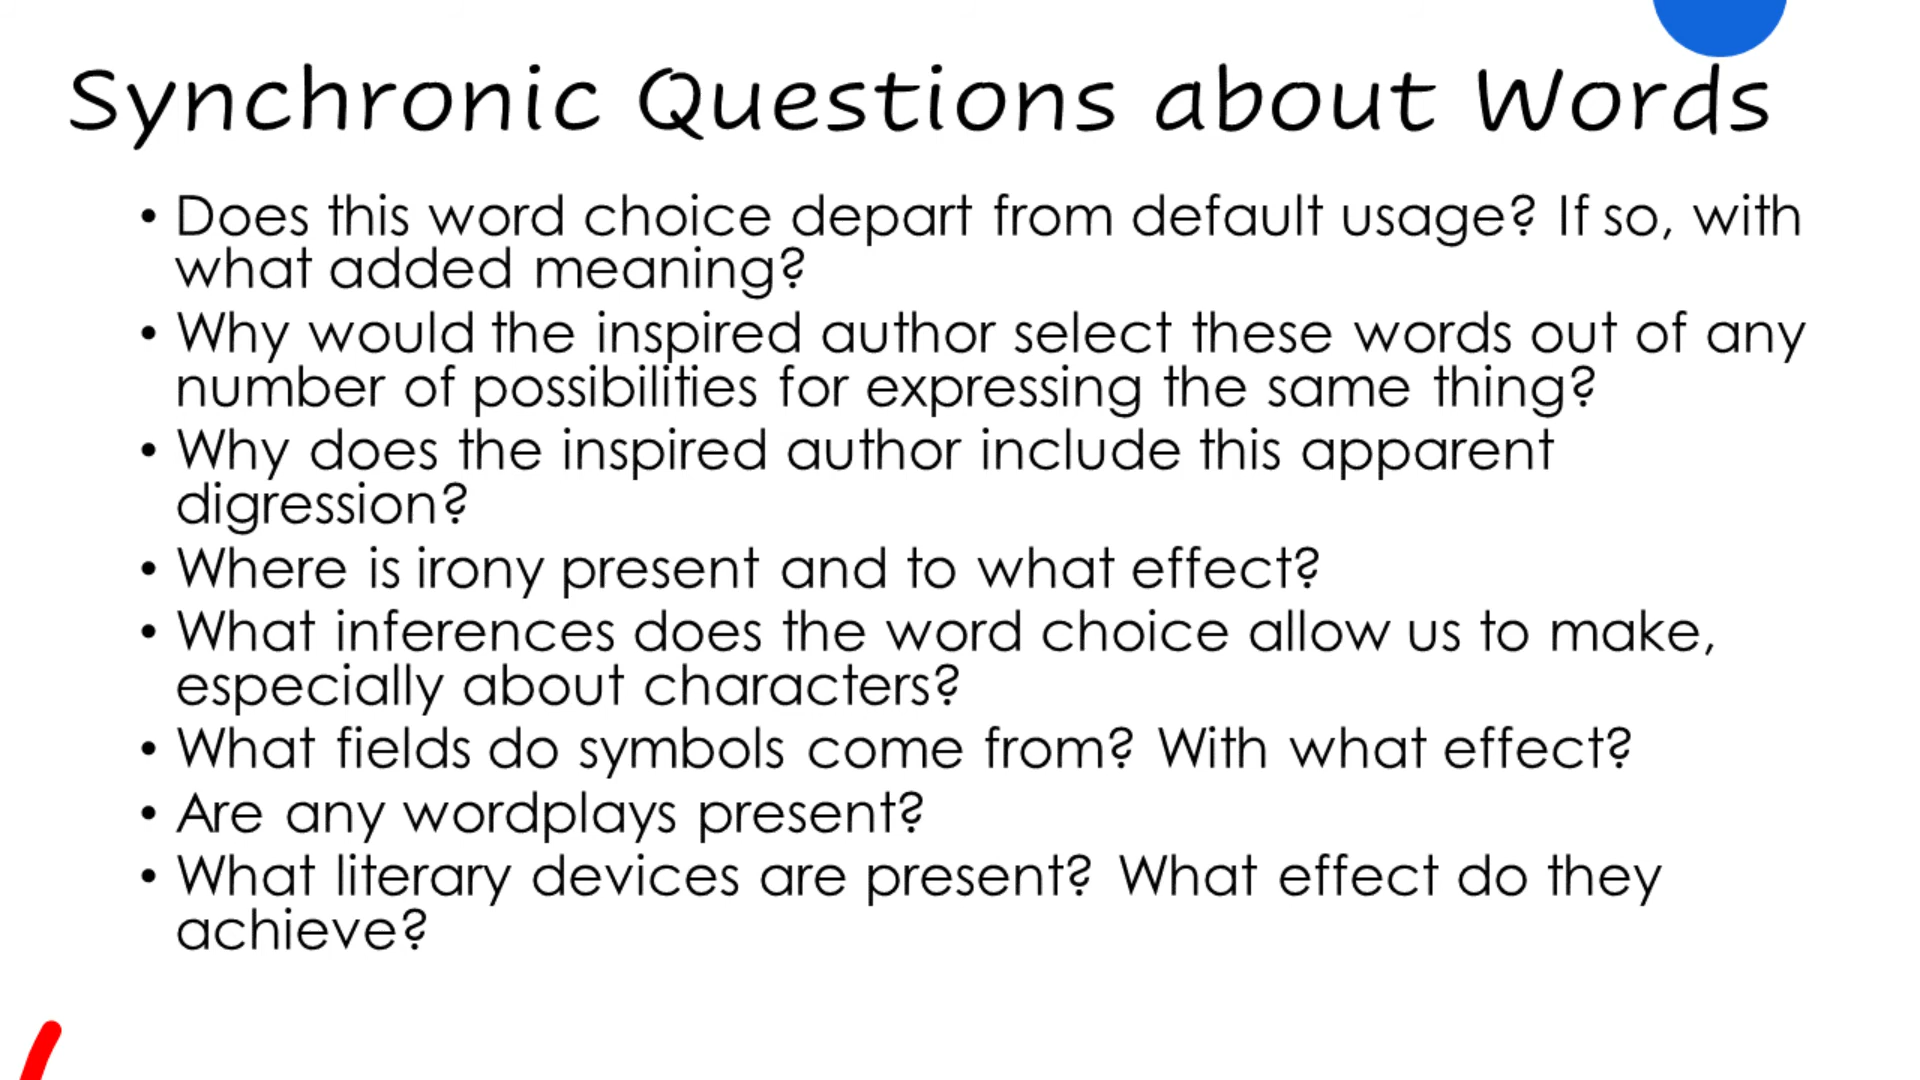 Synchronic Questions about Words
• Does this word choice depart from default usage? If so, with
what added meaning?
• Why would the inspired author select these words out of any
number of possibilities for expressing the same thing?
• Why does the inspired author include this apparent
digression?
• Where is irony present and to what effect?
• What inferences does the word choice allow us to make,
especially about characters?
• What fields do symbols come from? With what effect?
• Are any wordplays present?
• What literary devices are present? What effect do they
achieve?